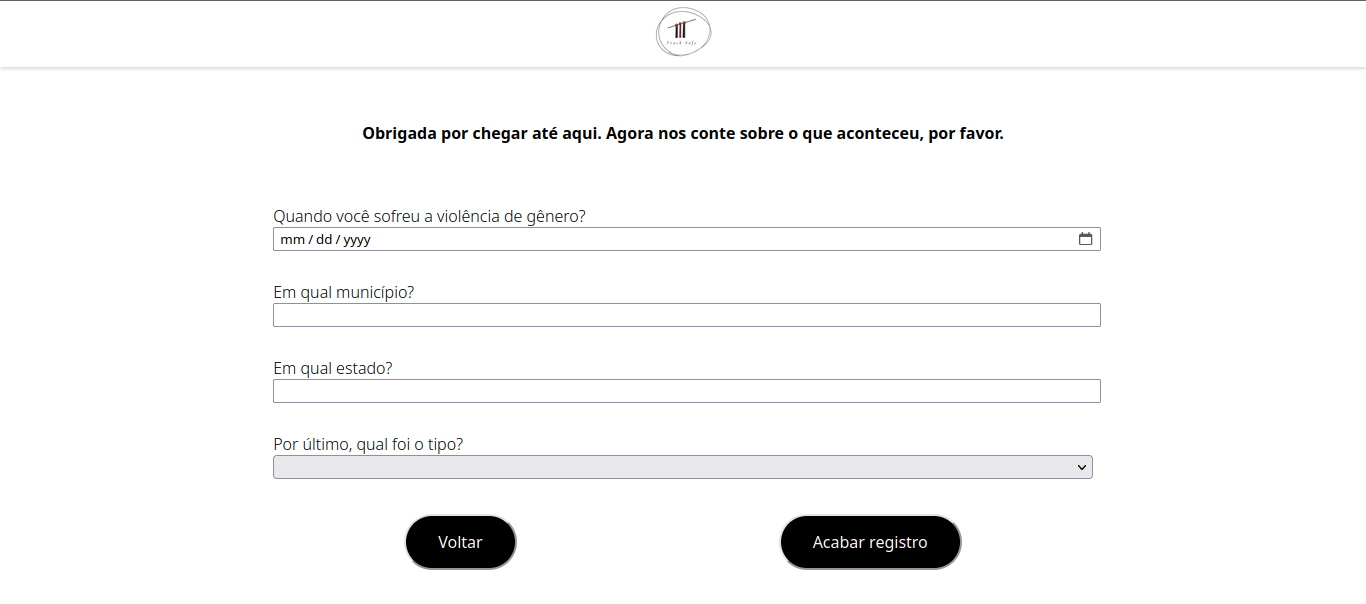 Track Safe
Obrigada por chegar até aqui. Agora nos conte sobre o que aconteceu, por favor.
Quando você sofreu a violência de gênero?
mm / dd / yyyy
Em qual município?
Em qual estado?
Por último, qual foi o tipo?
Voltar
Acabar registro